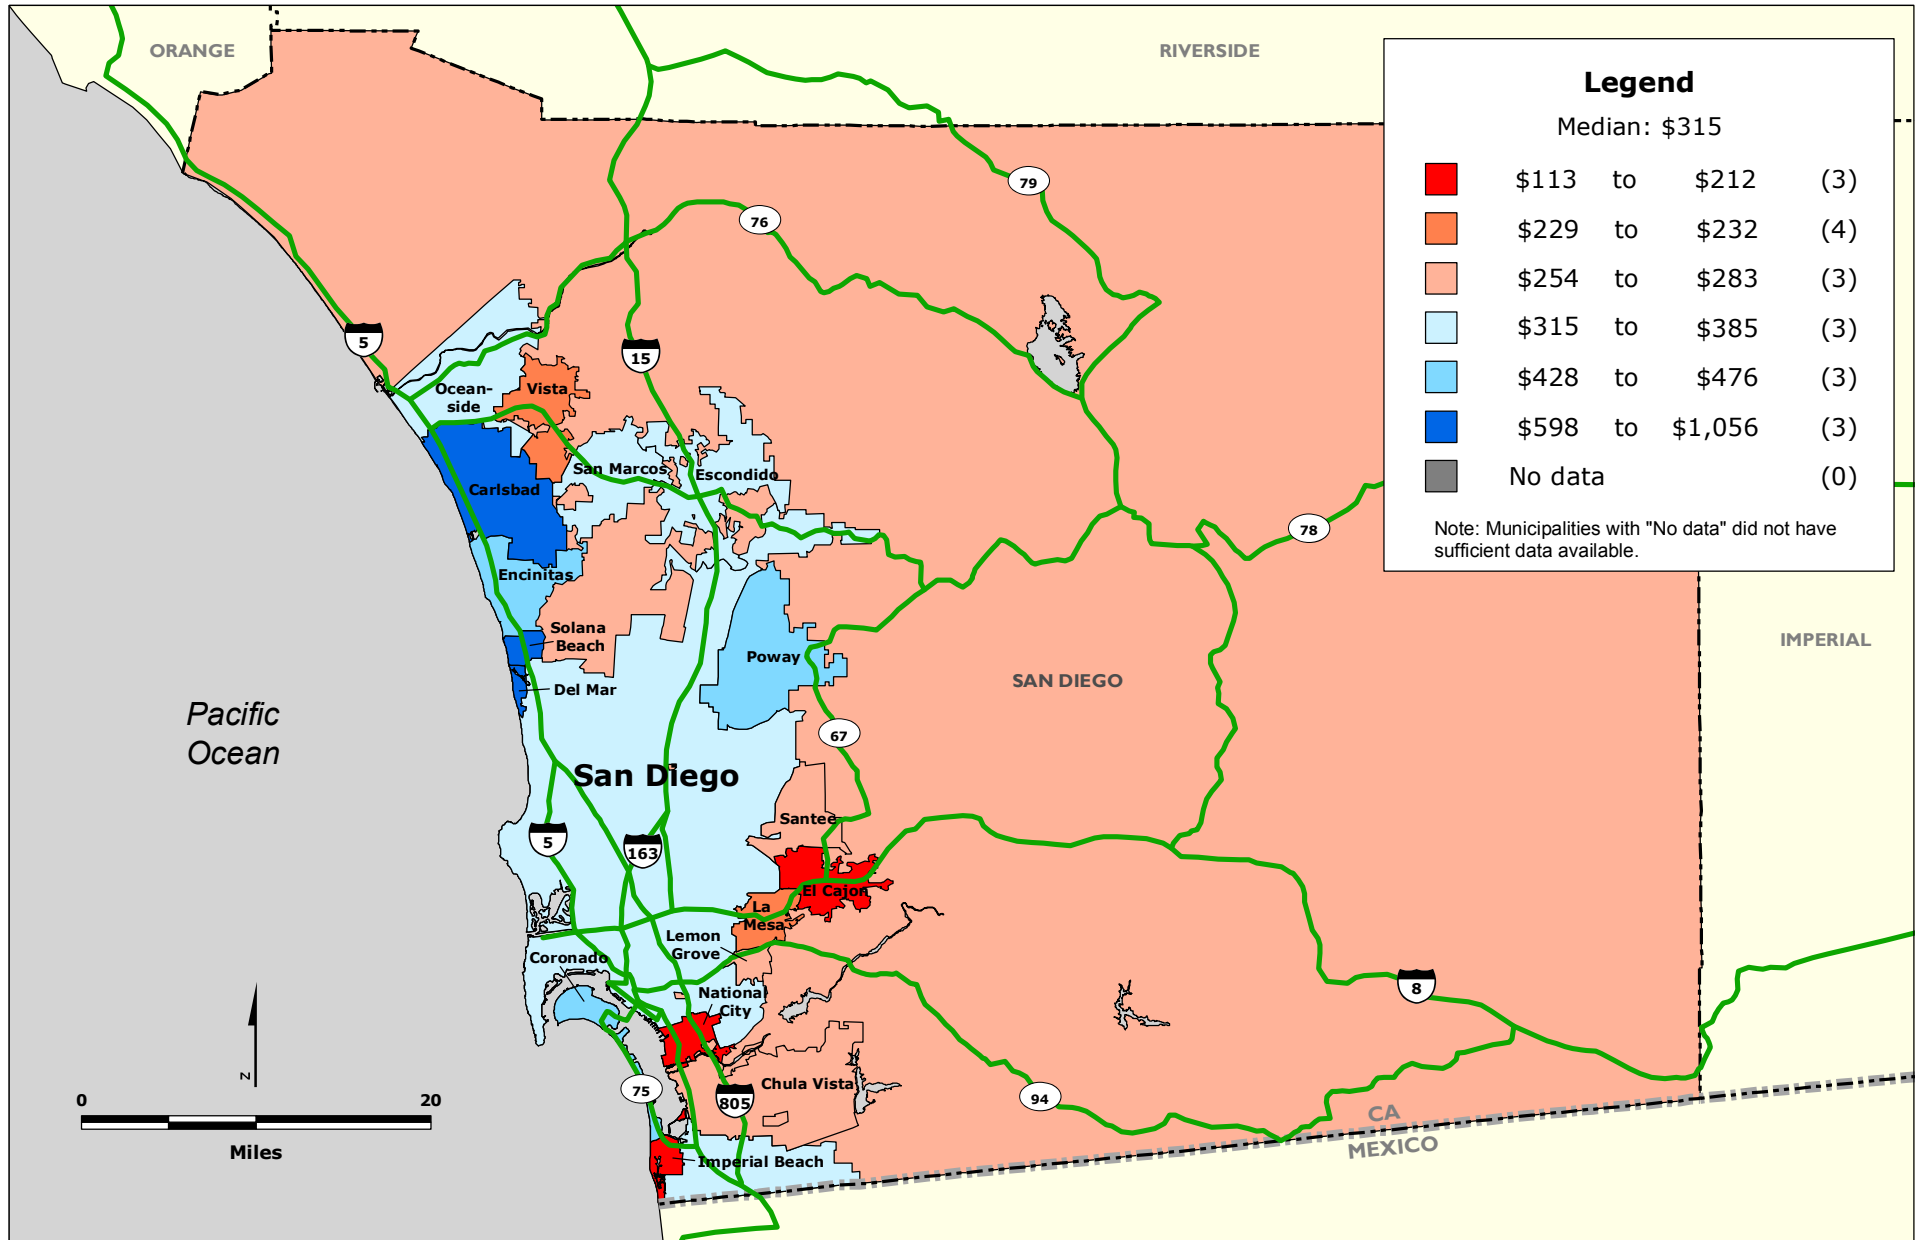 ORANGE
RIVERSIDE
Legend
Median: $315
$113 to $212 (3)
$229 to $232 (4)
$254 to $283 (3)
$315 to $385 (3)
$428 to $476 (3)
$598 to $1,056 (3)
No data (0)
Note: Municipalities with "No data" did not have
sufficient data available.
79
76
5
15
Ocean-
side
Vista
San Marcos
Escondido
Carlsbad
78
Encinitas
Solana
Beach
Poway
Del Mar
SAN DIEGO
IMPERIAL
Pacific
Ocean
67
San Diego
Santee
5
163
El Cajon
La
Mesa
Lemon
Grove
Coronado
National
City
8
Chula Vista
75
805
94
Imperial Beach
CA
MEXICO
N
0 20
Miles